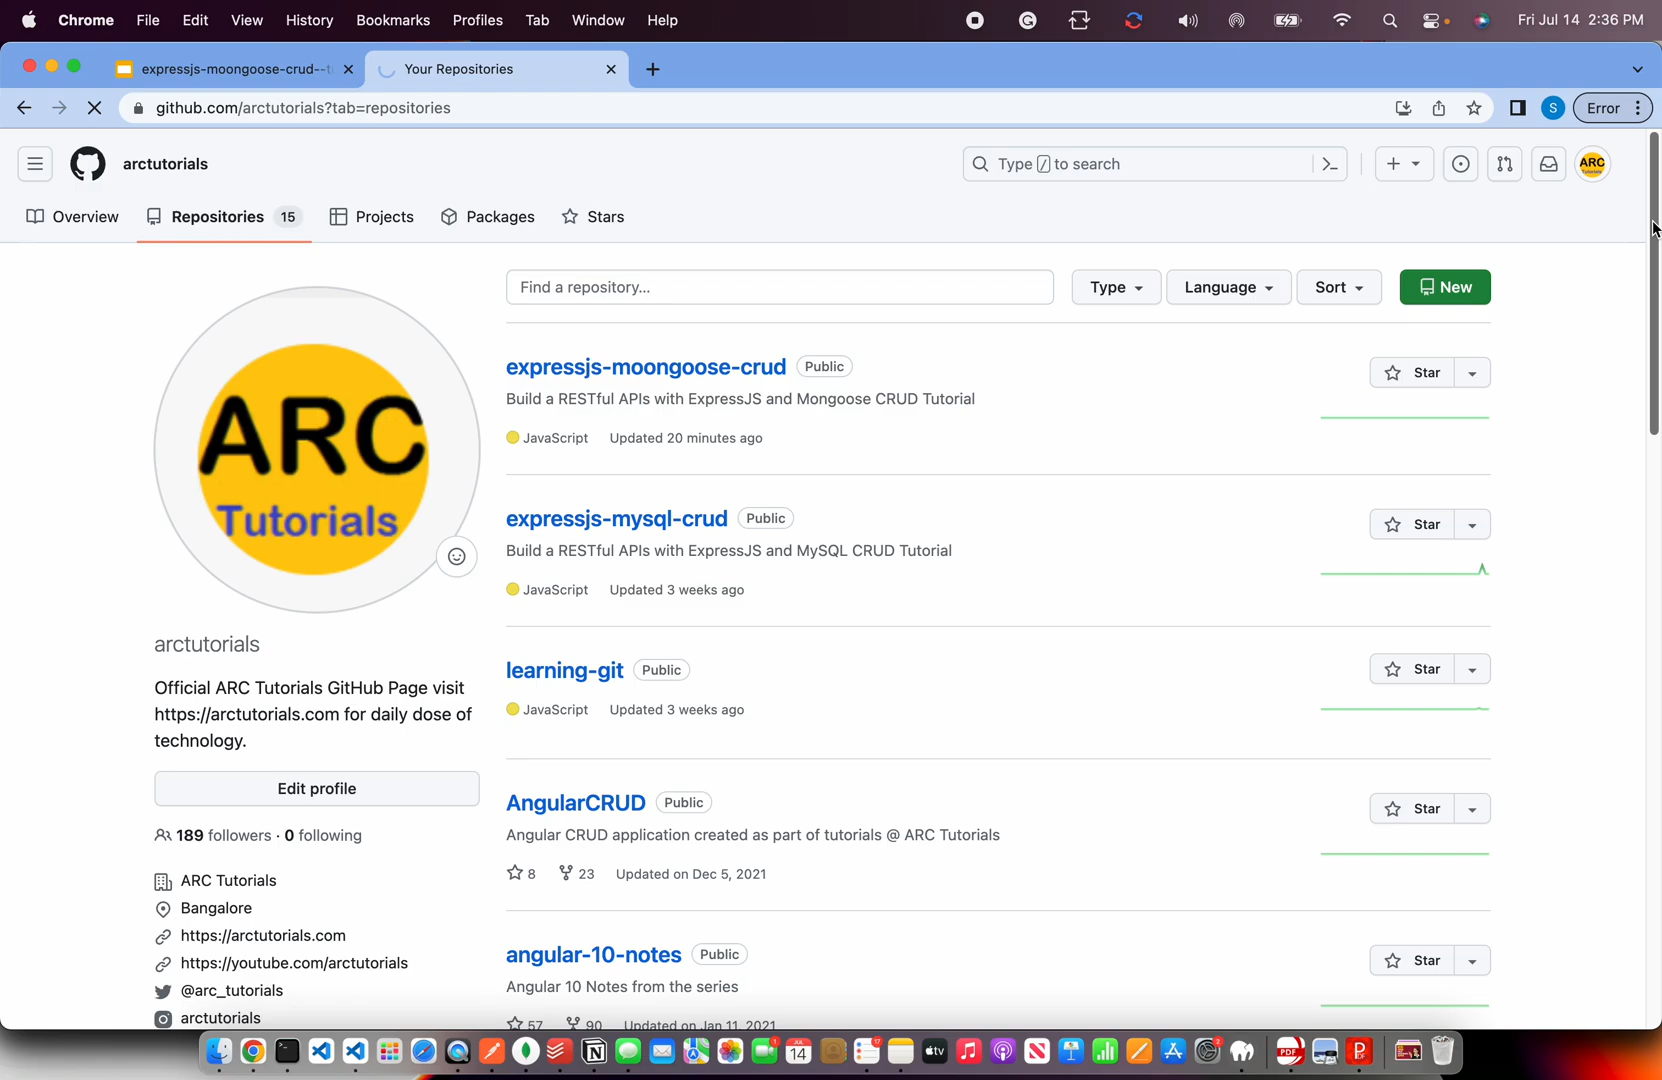 Chrome File Edit View History Bookmarks Profiles Tab Window Help Fri Jul 14 2:36 PM
expressjs-moongoose-crud--t Your Repositories
github.com/arctutorials?tab=repositories S Error
arctutorials Type / to search ARC
Overview Repositories 15 Projects Packages Stars
Find a repository... Type Language Sort New
expressjs-moongoose-crud Public Star
Build a RESTful APIs with ExpressJS and Mongoose CRUD Tutorial
JavaScript Updated 20 minutes ago
ARC
Tutorials
expressjs-mysql-crud Public Star
Build a RESTful APIs with ExpressJS and MySQL CRUD Tutorial
JavaScript Updated 3 weeks ago
arctutorials
Official ARC Tutorials GitHub Page visit
https://arctutorials.com for daily dose of
technology.
Edit profile
189 followers · 0 following
ARC Tutorials
Bangalore
https://arctutorials.com
https://youtube.com/arctutorials
@arc_tutorials
arctutorials
learning-git Public Star
JavaScript Updated 3 weeks ago
AngularCRUD Public Star
Angular CRUD application created as part of tutorials @ ARC Tutorials
8 23 Updated on Dec 5, 2021
angular-10-notes Public Star
Angular 10 Notes from the series
57 90 Updated on Jan 11, 2021